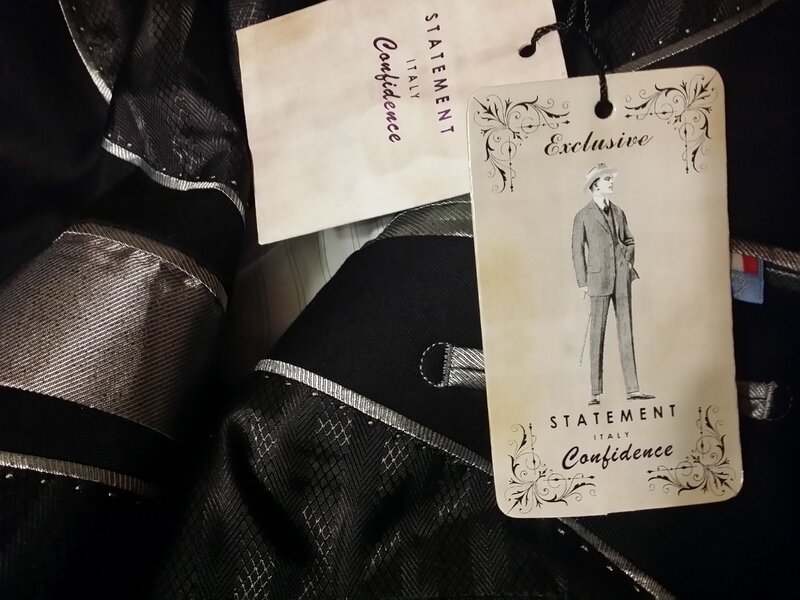 STATEMENT
ITALY
Confidence
Exclusive
STATEMENT
ITALY
Confidence